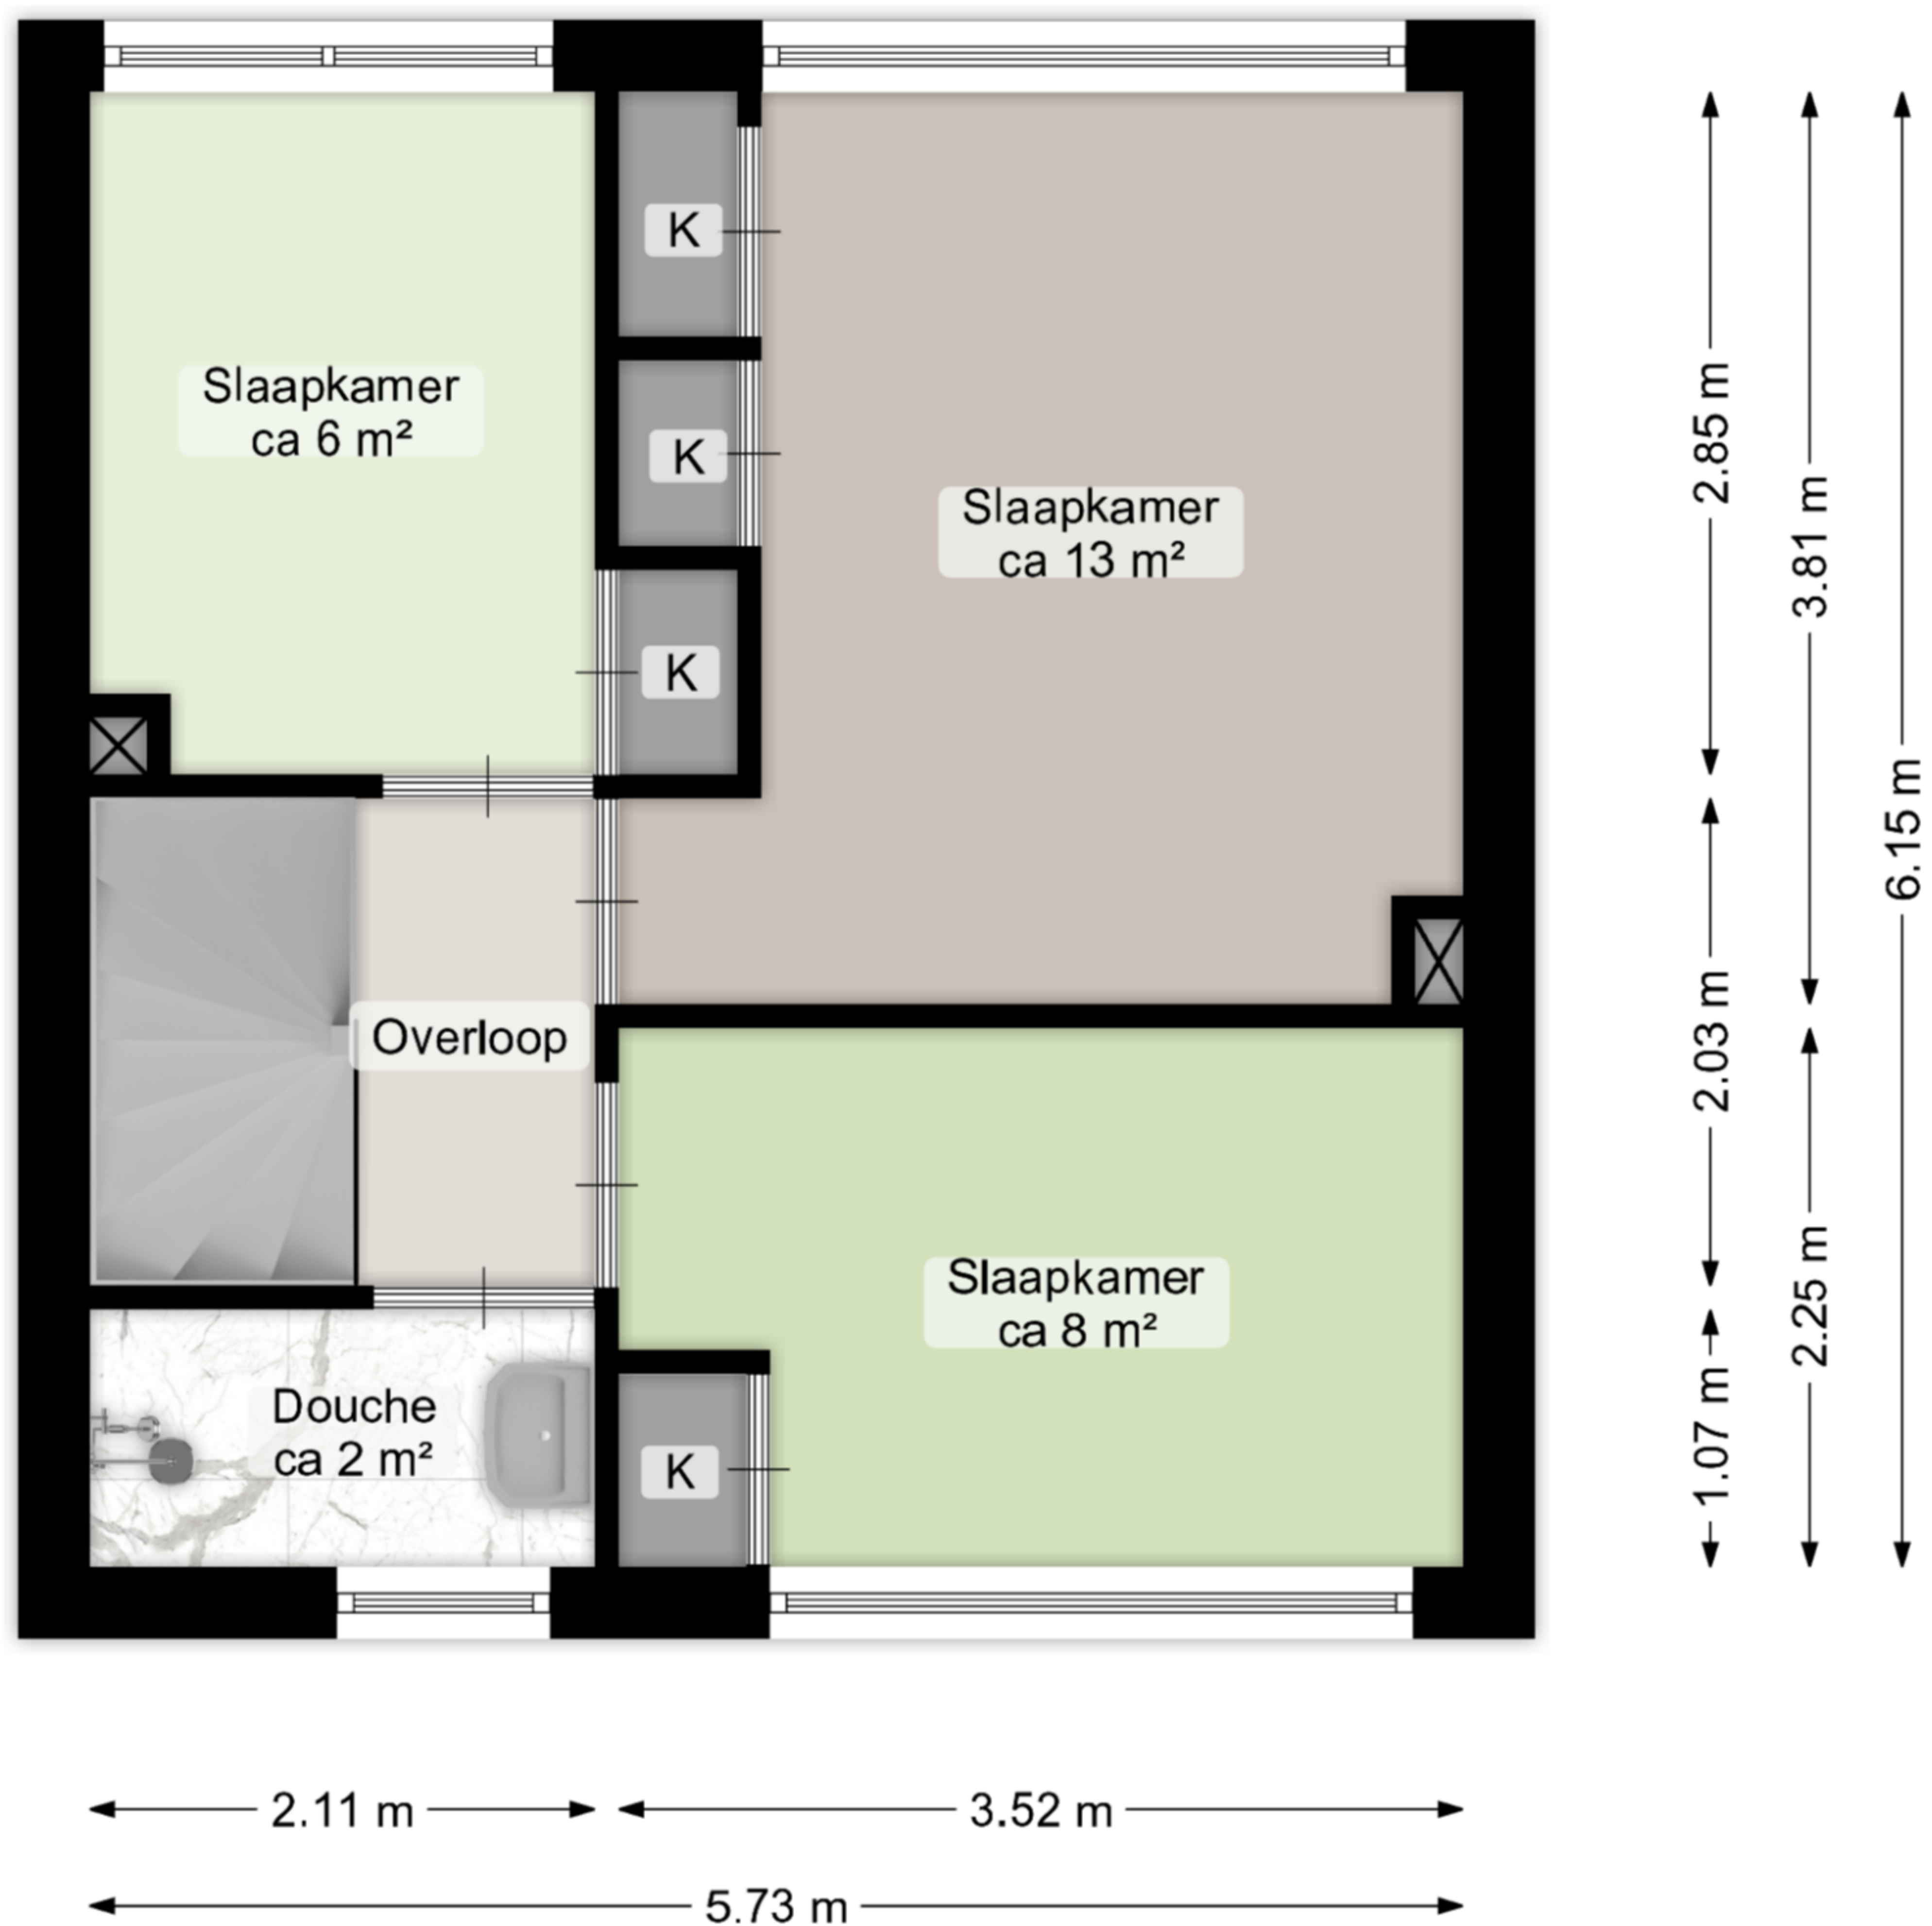 K
K
Slaapkamer
ca 6 m²
Slaapkamer
ca 13 m²
K
Overloop
Slaapkamer
ca 8 m²
Douche
ca 2 m²
K
2.85 m
3.81 m
6.15 m
2.03 m
2.25 m
1.07 m
2.11 m
3.52 m
5.73 m